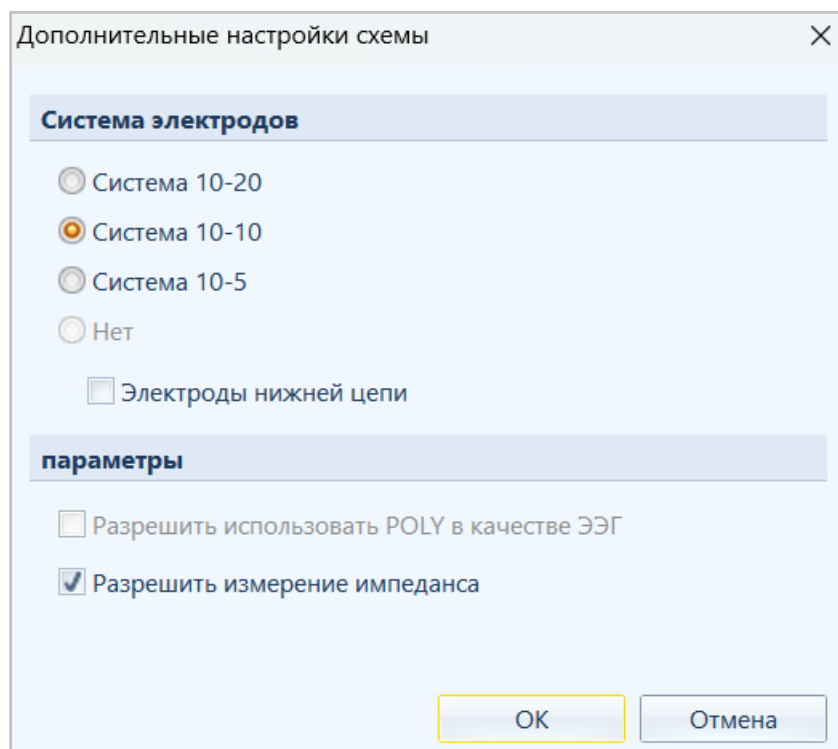 Дополнительные настройки схемы
Система электродов
Система 10-20
Система 10-10
Система 10-5
Нет
Электроды нижней цепи
параметры
Разрешить использовать POLY в качестве ЭЭГ
Разрешить измерение импеданса
ОК
Отмена